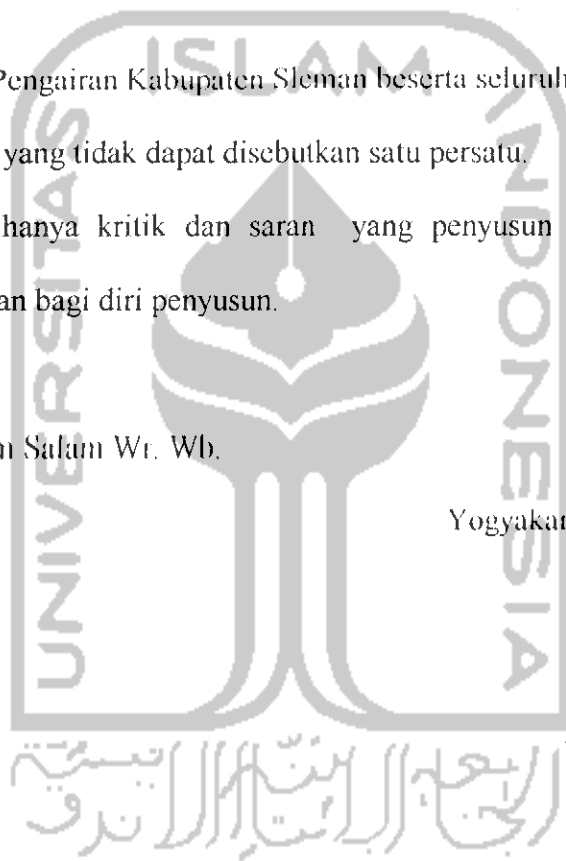 ISLAM
UNIVERSITAS
INDONESIA
Pengairan Kabupaten Sleman beserta seluruh
yang tidak dapat disebutkan satu persatu.
hanya kritik dan saran yang penyusun
an bagi diri penyusun.
Salam Wr. Wb.
Yogyakar